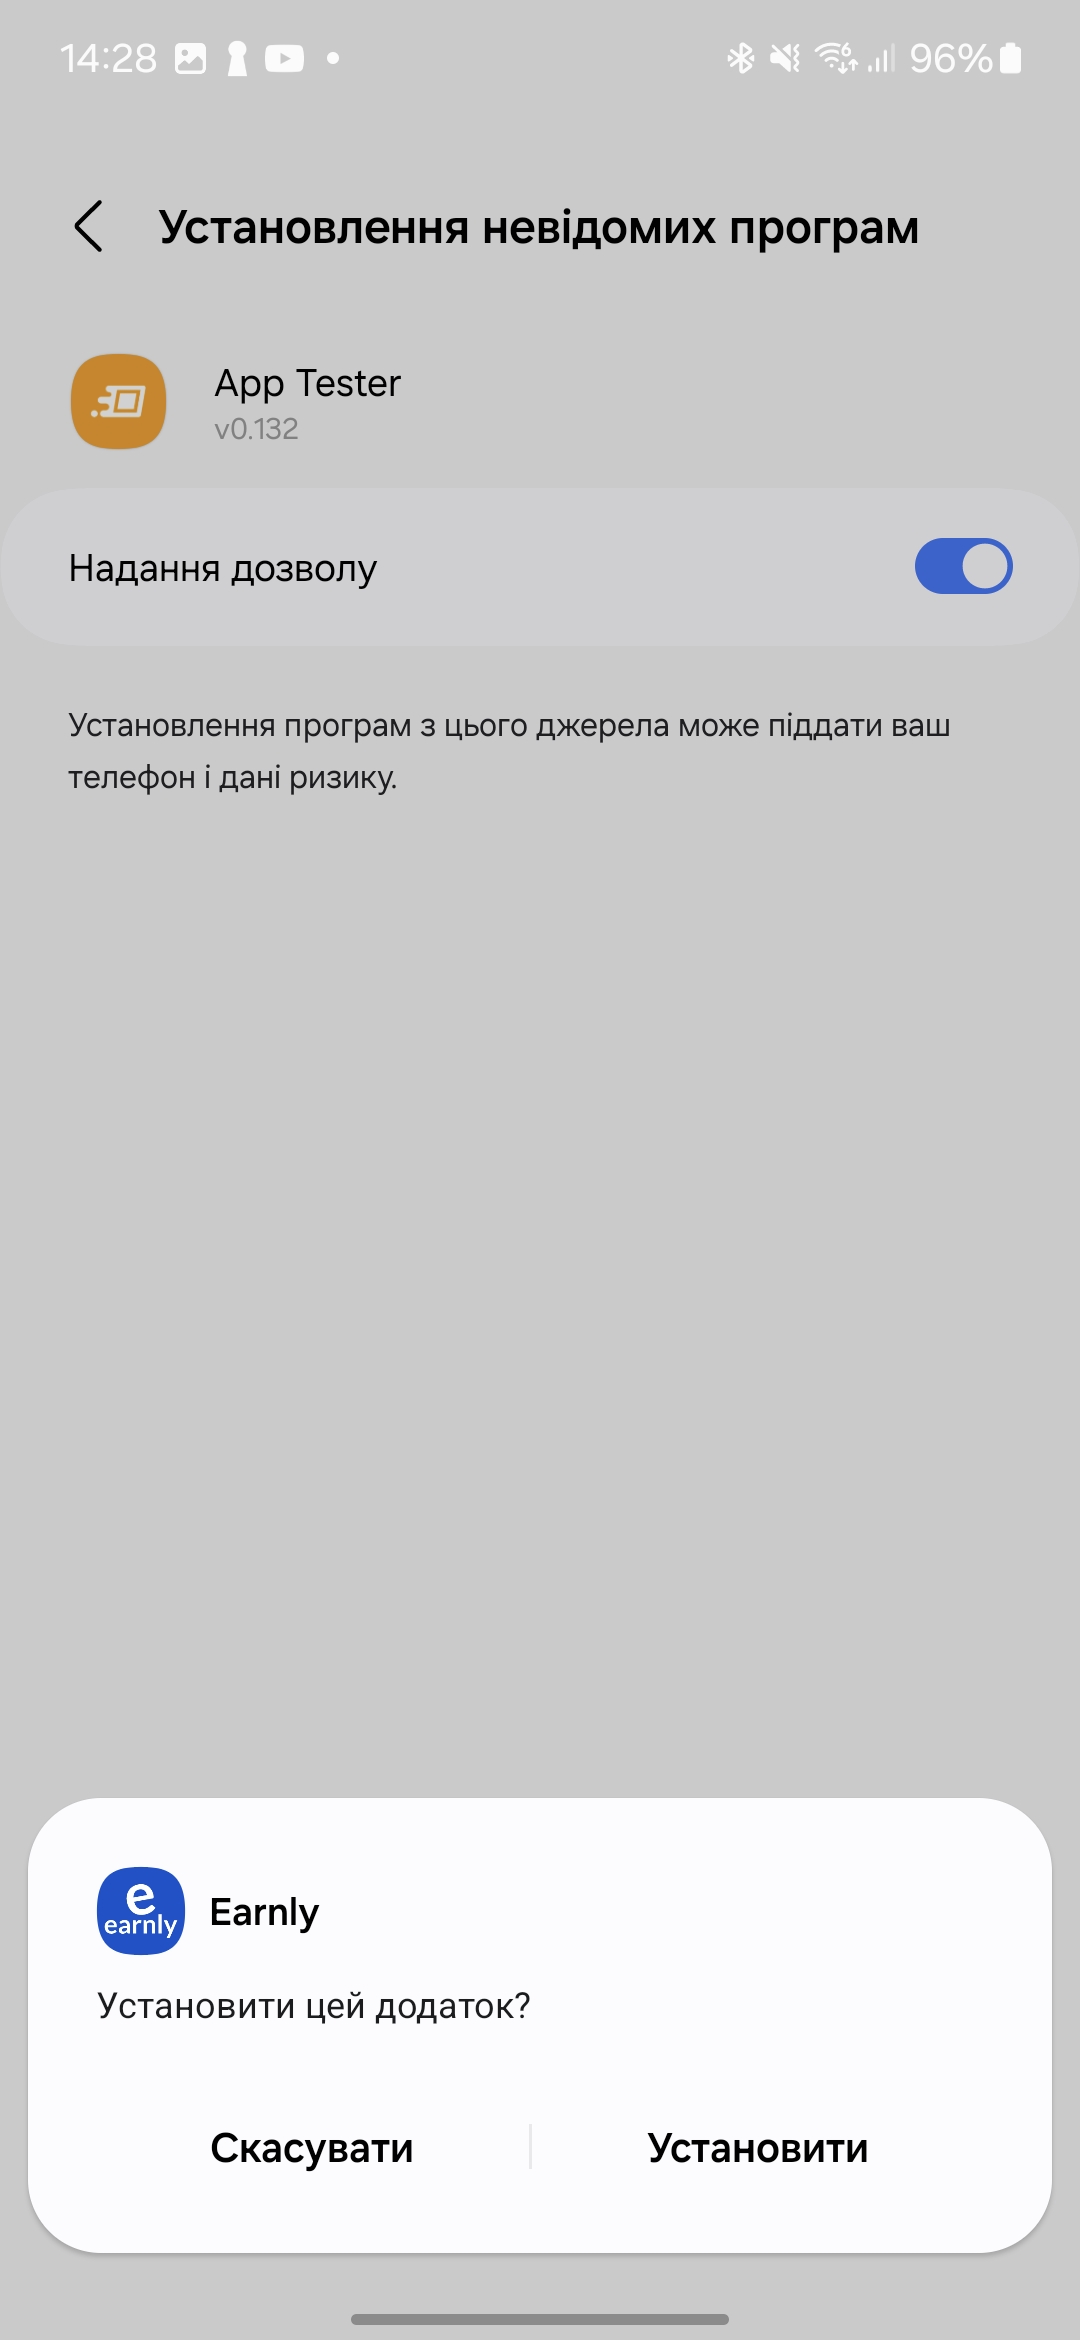 14:28
96%
Установлення невідомих програм
App Tester
v0.132
Надання дозволу
Установлення програм з цього джерела може піддати ваш
телефон і дані ризику.
e
earnly
Earnly
Установити цей додаток?
Скасувати
Установити